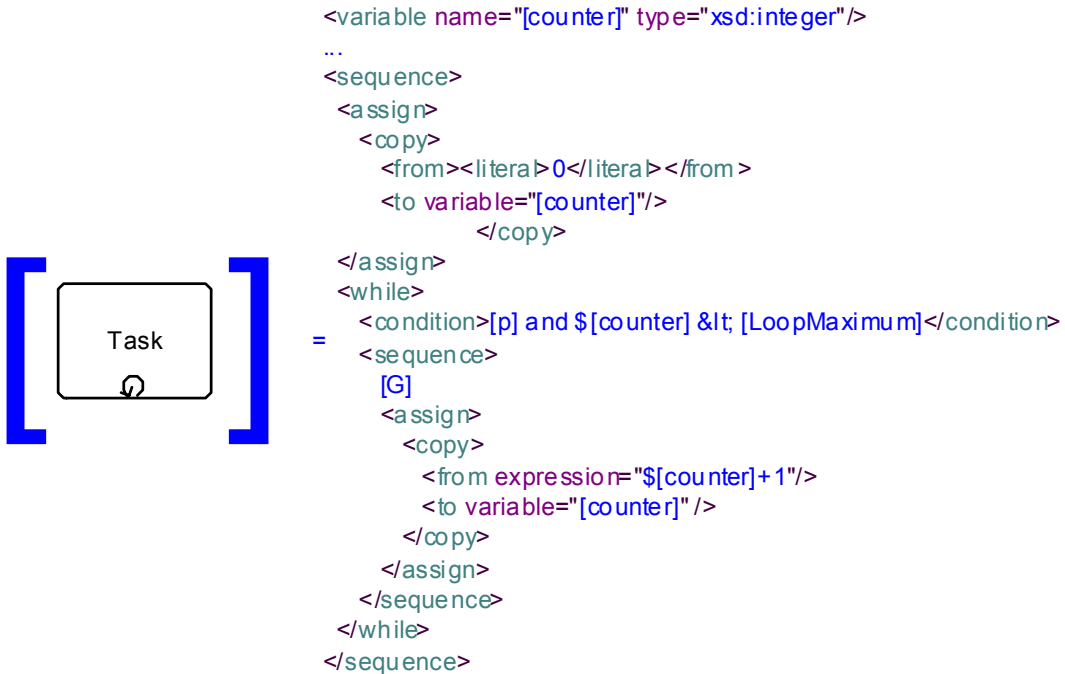 <variable name="[counter]" type="xsd:integer"/>
...
<sequence>
<assign>
<copy>
<from><literal>0</literal></from>
<to variable="[counter]"/>
</copy>
</assign>
<while>
<condition>[p] and $[counter] &lt; [LoopMaximum]</condition>
[ Task ] =
<sequence>
[G]
<assign>
<copy>
<from expression="$[counter]+1"/>
<to variable="[counter]" />
</copy>
</assign>
</sequence>
</while>
</sequence>